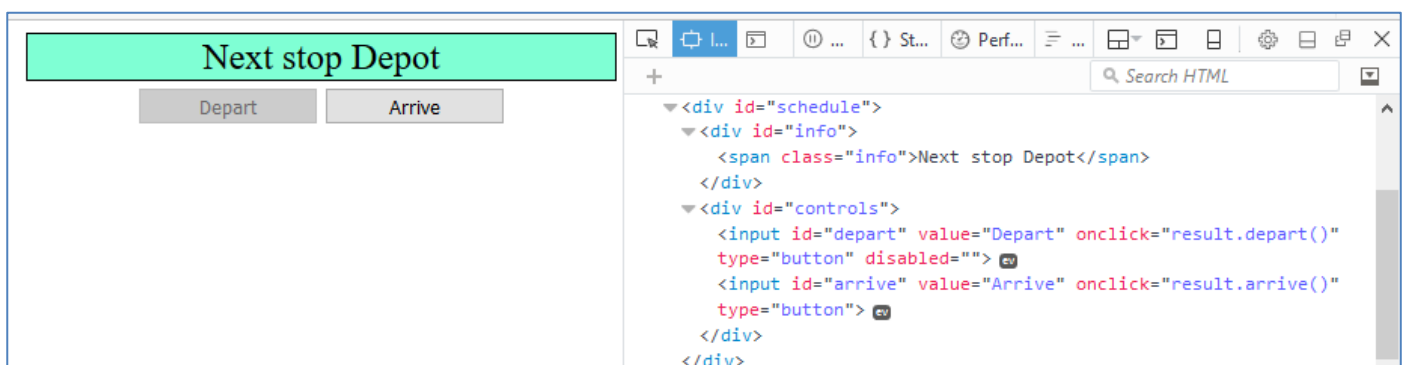 Next stop Depot
Depart
Arrive
I...
...
{ } St...
Perf...
...
+
Search HTML
<div id="schedule">
<div id="info">
<span class="info">Next stop Depot</span>
</div>
<div id="controls">
<input id="depart" value="Depart" onclick="result.depart()"
type="button" disabled=""> ev
<input id="arrive" value="Arrive" onclick="result.arrive()"
type="button"> ev
</div>
</div>